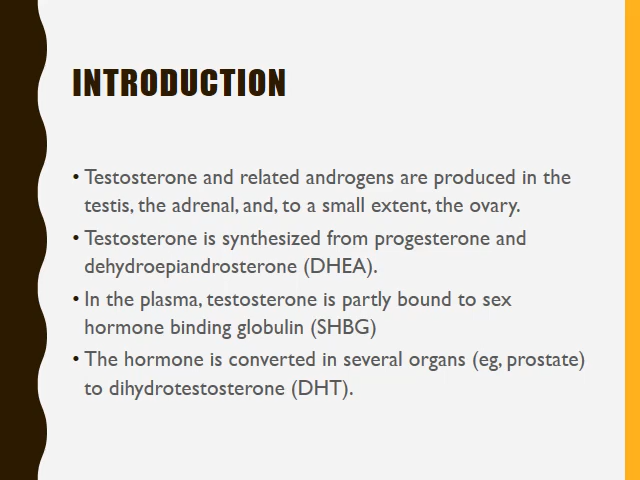 INTRODUCTION
• Testosterone and related androgens are produced in the
testis, the adrenal, and, to a small extent, the ovary.
• Testosterone is synthesized from progesterone and
dehydroepiandrosterone (DHEA).
• In the plasma, testosterone is partly bound to sex
hormone binding globulin (SHBG)
• The hormone is converted in several organs (eg, prostate)
to dihydrotestosterone (DHT).